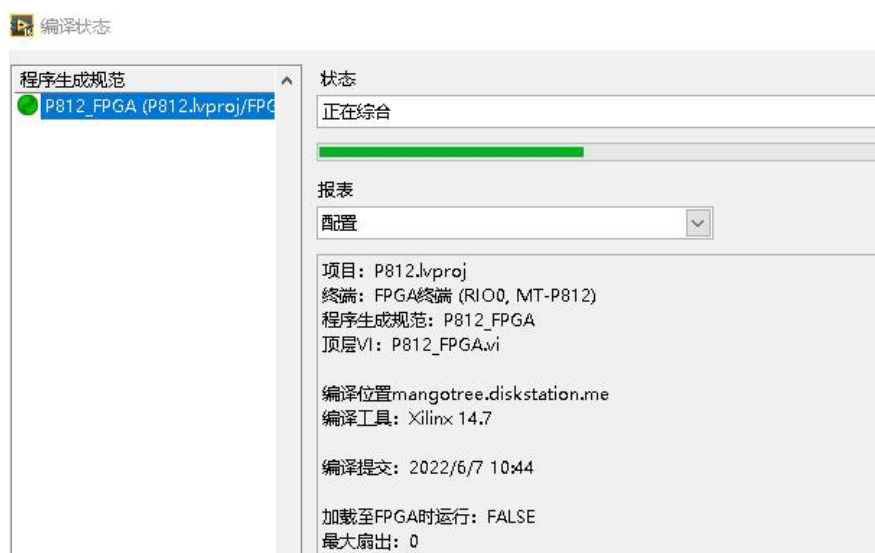 编译状态
程序生成规范
P812_FPGA (P812.lvproj/FPG
状态
正在综合
报表
配置
项目: P812.lvproj
终端: FPGA终端 (RIO0, MT-P812)
程序生成规范: P812_FPGA
顶层VI: P812_FPGA.vi
编译位置mangotree.diskstation.me
编译工具: Xilinx 14.7
编译提交: 2022/6/7 10:44
加载至FPGA时运行: FALSE
最大扇出: 0